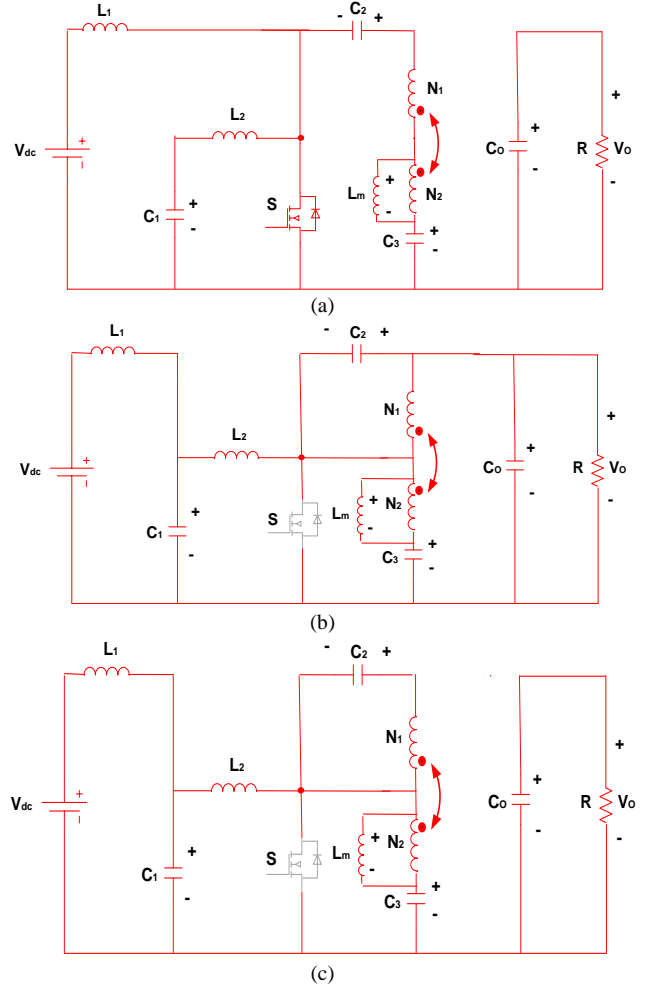 L1
- C2 +
N1
L2
+
Vdc
+
-
C1
+
-
S
Lm
+
-
N2
C3
+
-
CO
+
-
R
VO
+
-
(a)
L1
- C2 +
N1
L2
Vdc
+
-
C1
+
-
S
Lm
+
-
N2
C3
+
-
CO
+
-
R
VO
+
-
(b)
L1
- C2 +
N1
L2
Vdc
+
-
C1
+
-
S
Lm
+
-
N2
C3
+
-
CO
+
-
R
VO
+
-
(c)